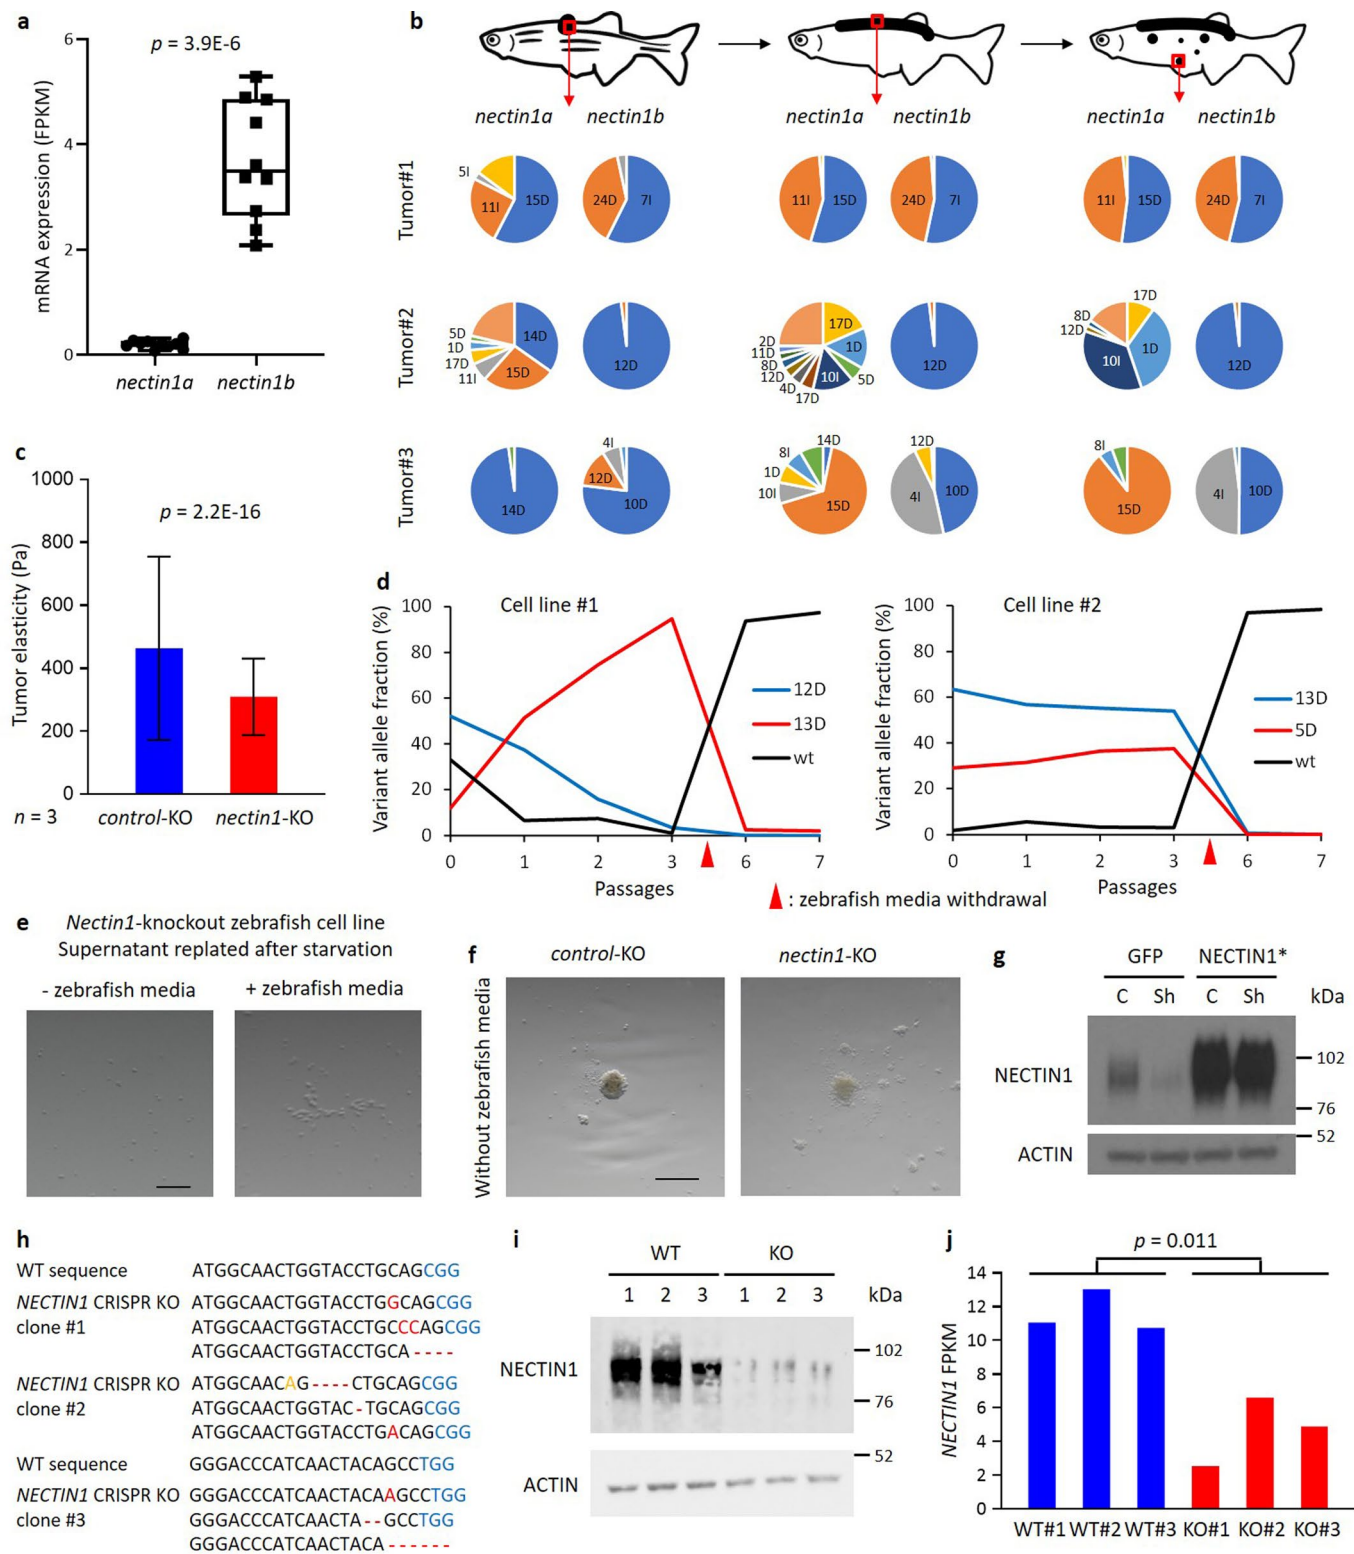 a
p = 3.9E-6
mRNA expression (FPKM)
6
4
2
0
nectin1a nectin1b
b
nectin1a nectin1b nectin1a nectin1b nectin1a nectin1b
Tumor#1
5I 11I 15D 24D 7I 11I 15D 24D 7I 11I 15D 24D 7I
Tumor#2
5D 1D 17D 11I 15D 14D 12D
2D 11D 8D 12D 4D 17D 10I 5D 1D 17D 12D
8D 12D 10I 1D 17D 12D
Tumor#3
14D 4I 12D 10D
14D 8I 1D 10I 15D 12D 4I 10D
8I 15D 4I 10D
c
p = 2.2E-16
Tumor elasticity (Pa)
1000
800
600
400
200
0
n = 3 control-KO nectin1-KO
d
Cell line #1
Variant allele fraction (%)
100
80
60
40
20
0
12D
13D
wt
0 1 2 3 6 7
Passages
Cell line #2
Variant allele fraction (%)
100
80
60
40
20
0
13D
5D
wt
0 1 2 3 6 7
Passages
: zebrafish media withdrawal
e
Nectin1-knockout zebrafish cell line
Supernatant replated after starvation
- zebrafish media + zebrafish media
f
control-KO nectin1-KO
Without zebrafish media
g
GFP NECTIN1*
C Sh C Sh kDa
NECTIN1
102
76
52
ACTIN
h
WT sequence ATGGCAACTGGTACCTGCAGCGG
NECTIN1 CRISPR KO ATGGCAACTGGTACCTGGCAGCGG
clone #1 ATGGCAACTGGTACCTGCCCAGCGG
ATGGCAACTGGTACCTGCA ----
NECTIN1 CRISPR KO ATGGCAACAG----CTGCAGCGG
clone #2 ATGGCAACTGGTAC-TGCAGCGG
ATGGCAACTGGTACCTGACAGCGG
WT sequence GGGACCCATCAACTACAGCCTGG
NECTIN1 CRISPR KO GGGACCCATCAACTACAAGCCTGG
clone #3 GGGACCCATCAACTA--GCCTGG
GGGACCCATCAACTACA------
i
WT KO
1 2 3 1 2 3 kDa
NECTIN1
102
76
52
ACTIN
j
p = 0.011
NECTIN1 FPKM
14
12
10
8
6
4
2
0
WT#1 WT#2 WT#3 KO#1 KO#2 KO#3